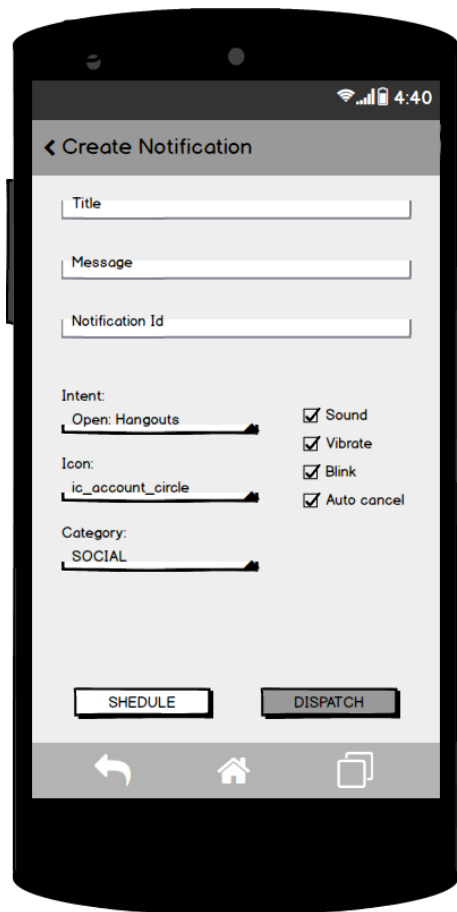 4:40
Create Notification
Title
Message
Notification Id
Intent:
Open: Hangouts
Icon:
ic_account_circle
Category:
SOCIAL
Sound
Vibrate
Blink
Auto cancel
SHEDULE
DISPATCH